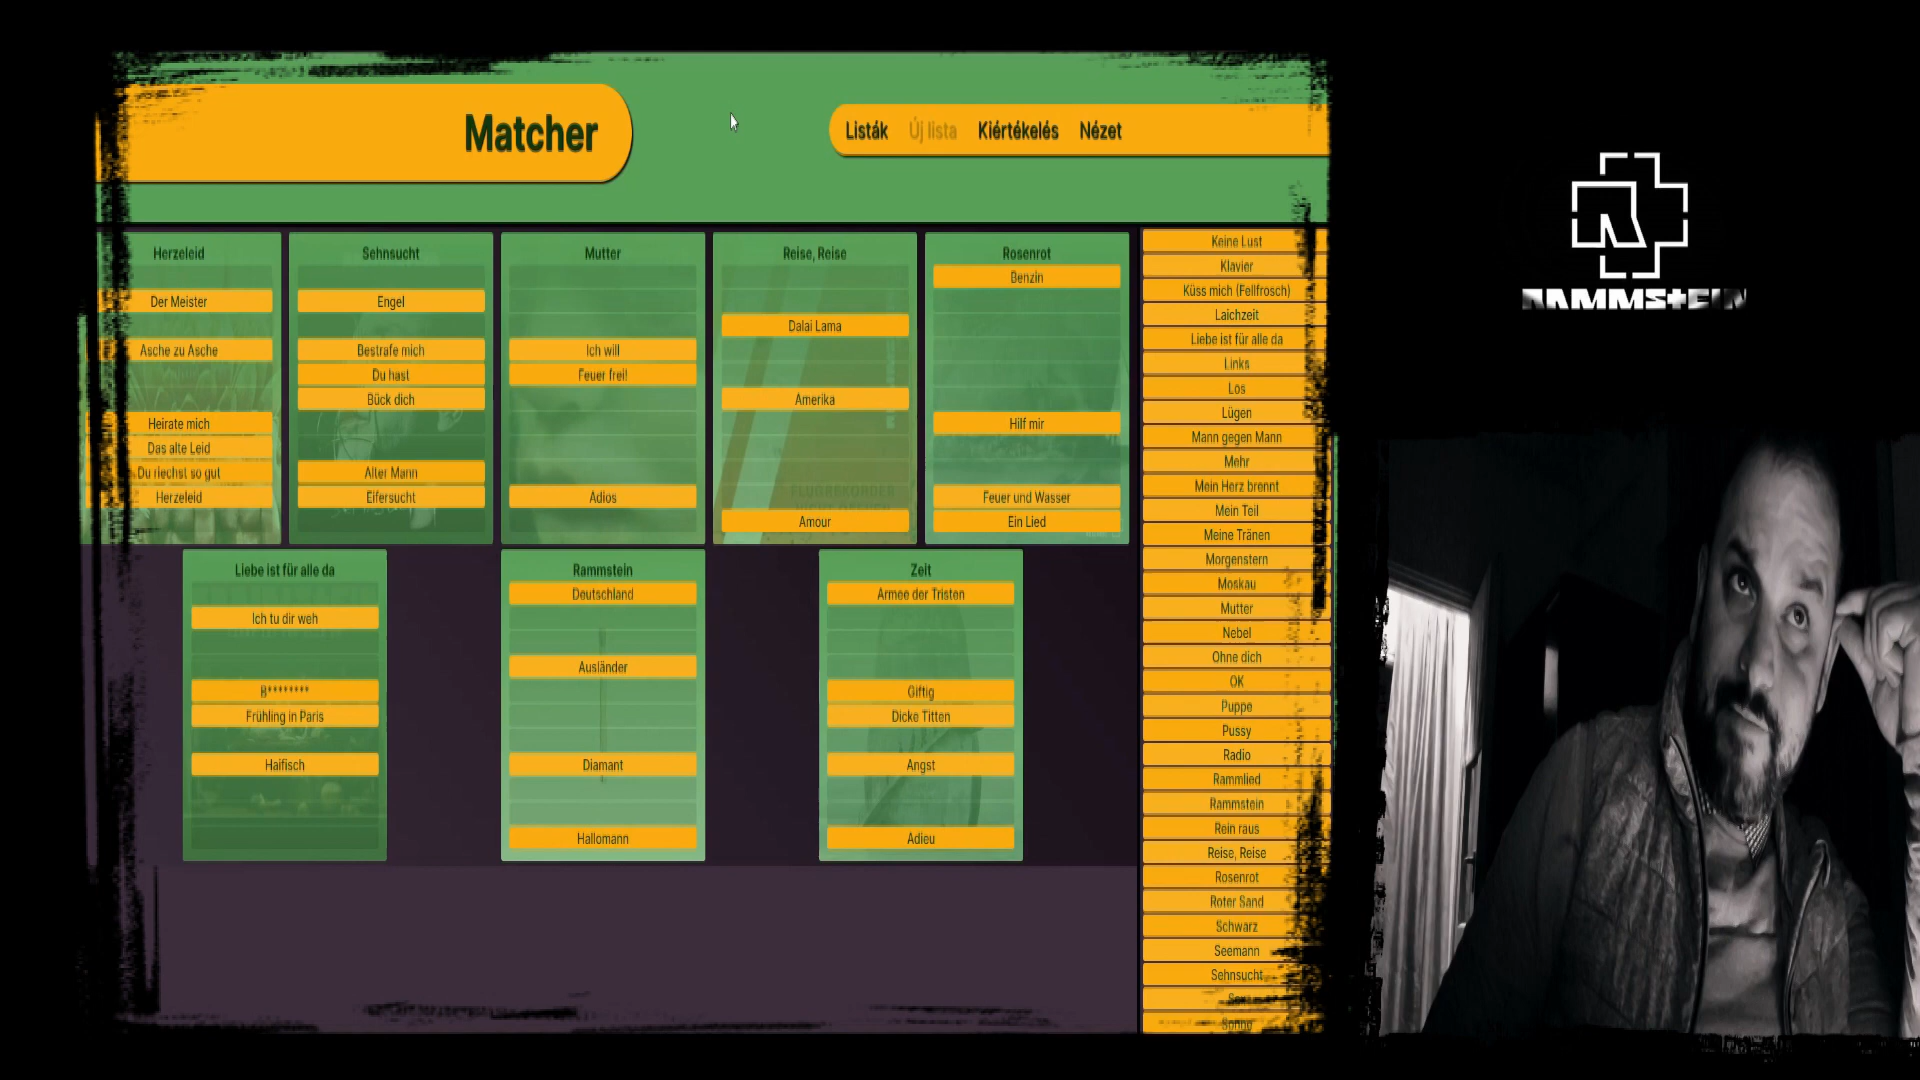 Matcher
Listák Új lista Kiértékelés Nézet
Herzeleid
Der Meister
Asche zu Asche
Heirate mich
Das alte Leid
Du riechst so gut
Herzeleid
Sehnsucht
Engel
Bestrafe mich
Du hast
Bück dich
Alter Mann
Eifersucht
Mutter
Ich will
Feuer frei!
Adios
Reise, Reise
Dalai Lama
Amerika
FLUGREKORDER
Amour
Rosenrot
Benzin
Hilf mir
Feuer und Wasser
Ein Lied
Liebe ist für alle da
Ich tu dir weh
B********
Frühling in Paris
Haifisch
Rammstein
Deutschland
Ausländer
Diamant
Hallomann
Zeit
Armee der Tristen
Giftig
Dicke Titten
Angst
Adieu
Keine Lust
Klavier
Küss mich (Fellfrosch)
Laichzeit
Liebe ist für alle da
Links
Los
Lügen
Mann gegen Mann
Mehr
Mein Herz brennt
Mein Teil
Meine Tränen
Morgenstern
Moskau
Mutter
Nebel
Ohne dich
OK
Puppe
Pussy
Radio
Rammlied
Rammstein
Rein raus
Reise, Reise
Rosenrot
Roter Sand
Schwarz
Seemann
Sehnsucht
RAMMSTEIN